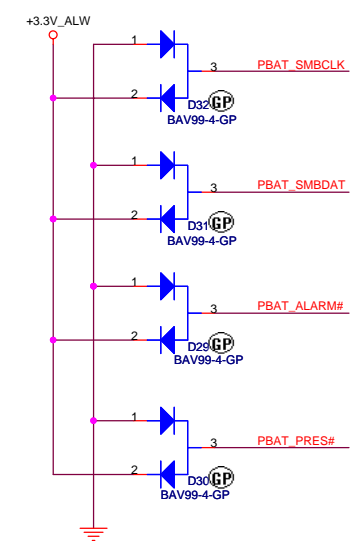 +3.3V_ALW
1
3 PBAT_SMBCLK
2
D32 GP
BAV99-4-GP
1
3 PBAT_SMBDAT
2
D31 GP
BAV99-4-GP
1
3 PBAT_ALARM#
2
D29 GP
BAV99-4-GP
1
3 PBAT_PRES#
2
D30 GP
BAV99-4-GP